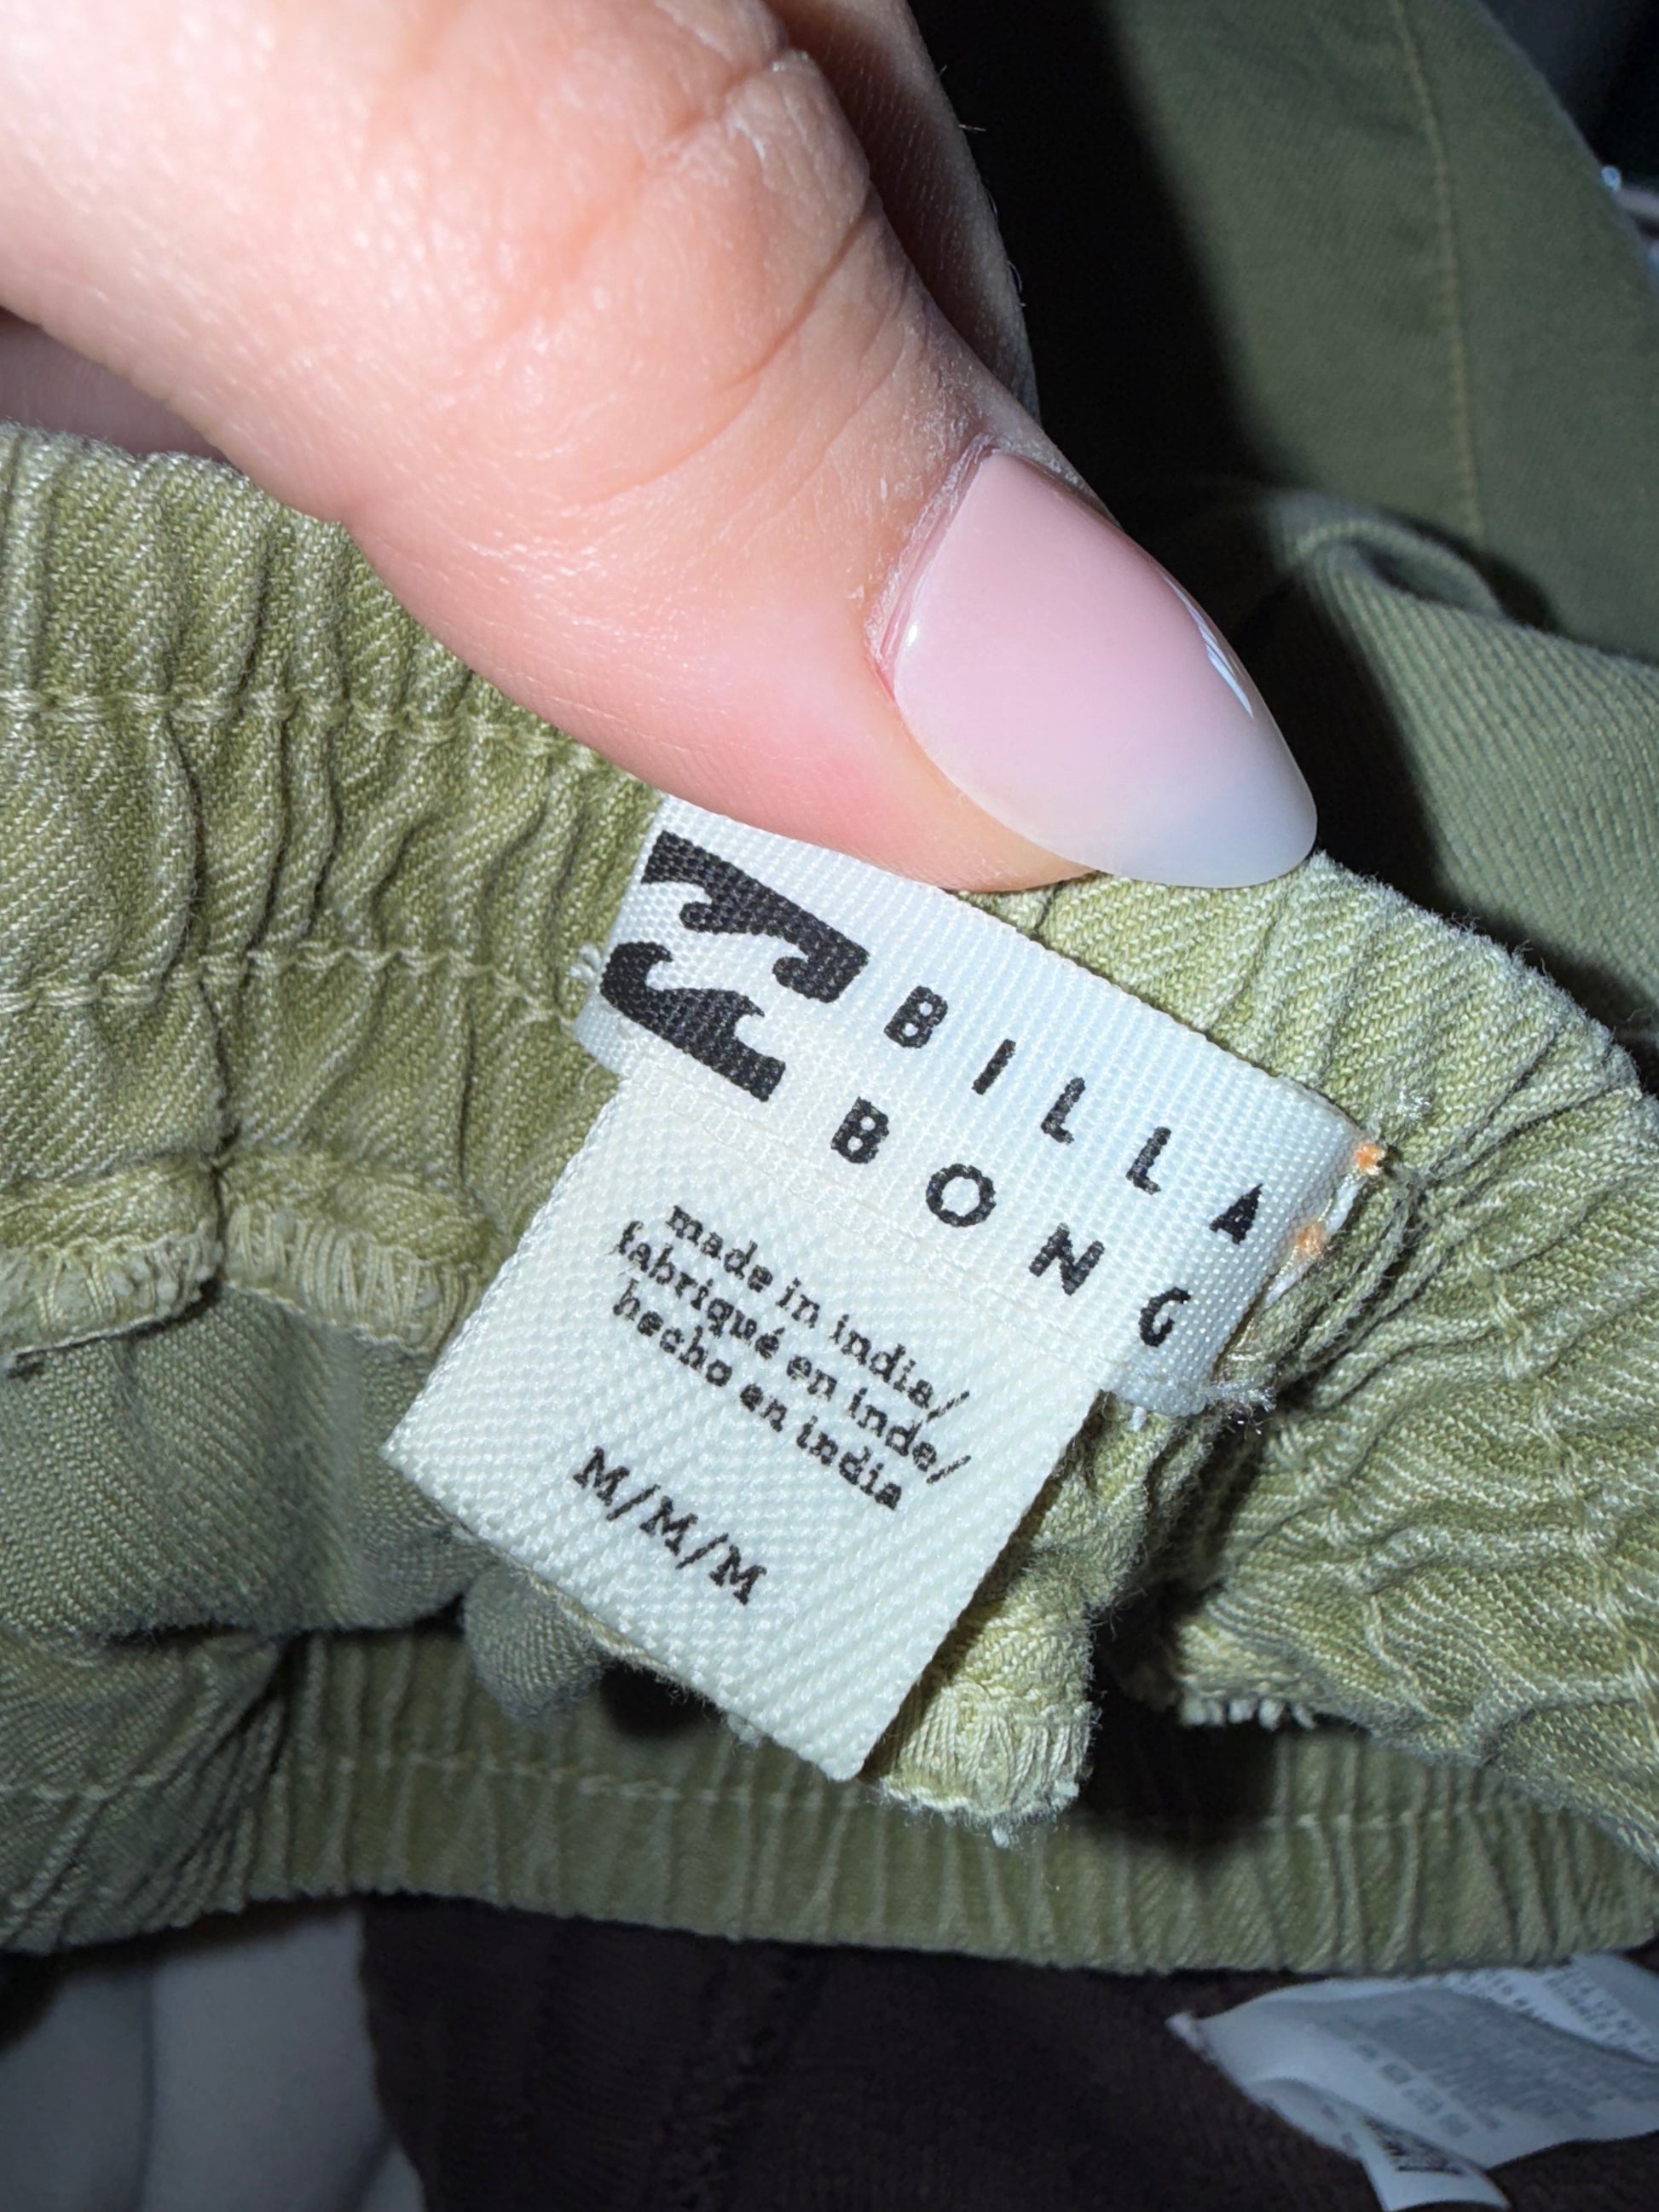 BILLA
BONG
made in india/
fabriqué en inde/
hecho en india
M/M/M